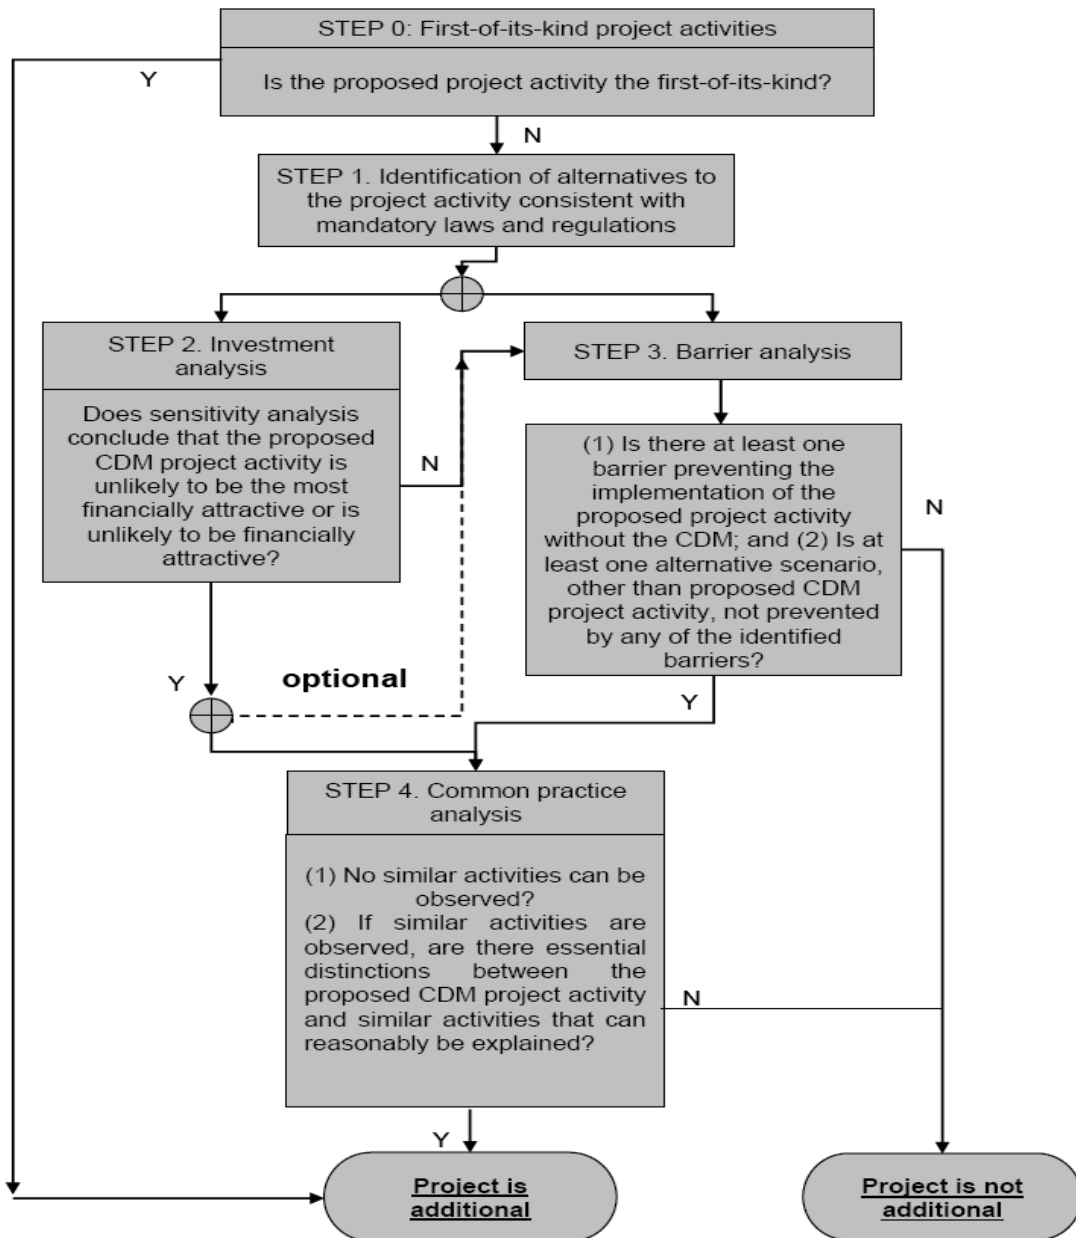 STEP 0: First-of-its-kind project activities
Y
Is the proposed project activity the first-of-its-kind?
N
STEP 1. Identification of alternatives to
the project activity consistent with
mandatory laws and regulations
STEP 2. Investment
analysis
Does sensitivity analysis
conclude that the proposed
CDM project activity is
unlikely to be the most
financially attractive or is
unlikely to be financially
attractive?
N
Y
optional
STEP 3. Barrier analysis
(1) Is there at least one
barrier preventing the
implementation of the
proposed project activity
without the CDM; and (2) Is at
least one alternative scenario,
other than proposed CDM
project activity, not prevented
by any of the identified
barriers?
N
Y
STEP 4. Common practice
analysis
(1) No similar activities can be
observed?
(2) If similar activities are
observed, are there essential
distinctions between the
proposed CDM project activity
and similar activities that can
reasonably be explained?
N
Y
Project is
additional
Project is not
additional